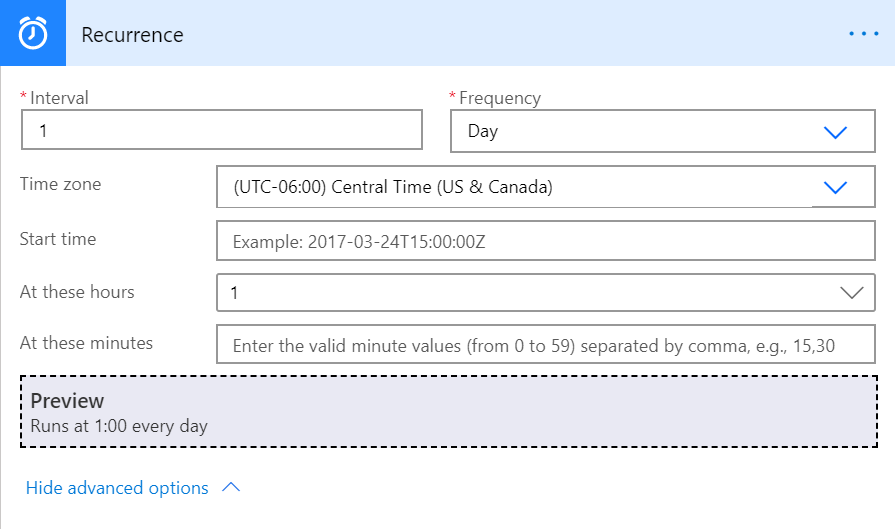 Recurrence
* Interval
* Frequency
1
Day
Time zone
(UTC-06:00) Central Time (US & Canada)
Start time
Example: 2017-03-24T15:00:00Z
At these hours
1
At these minutes
Enter the valid minute values (from 0 to 59) separated by comma, e.g., 15,30
Preview
Runs at 1:00 every day
Hide advanced options